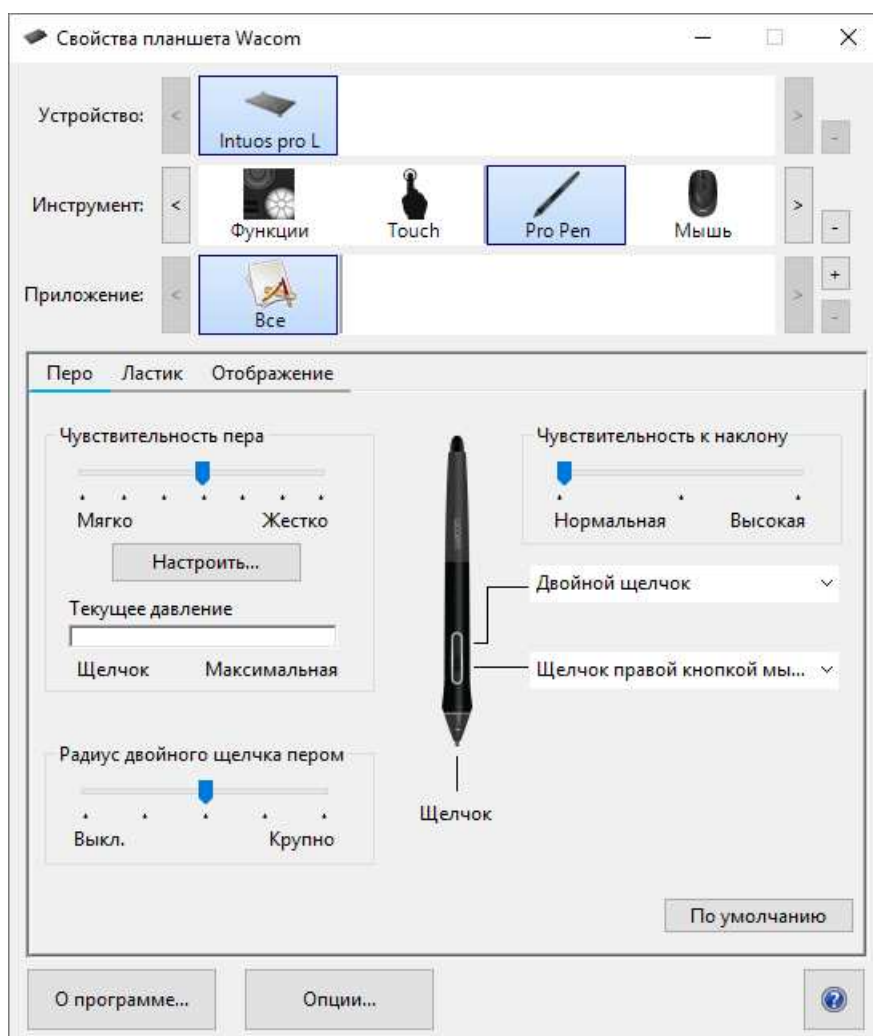 Свойства планшета Wacom
Устройство:
<
Intuos pro L
>
-
Инструмент:
<
Функции
Touch
Pro Pen
Мышь
>
-
Приложение:
<
Все
>
+
-
Перо Ластик Отображение
Чувствительность пера
Мягко Жестко
Настроить...
Текущее давление
Щелчок Максимальная
Чувствительность к наклону
Нормальная Высокая
Двойной щелчок
Щелчок правой кнопкой мы...
Радиус двойного щелчка пером
Выкл. Крупно
Щелчок
По умолчанию
О программе... Опции... ?